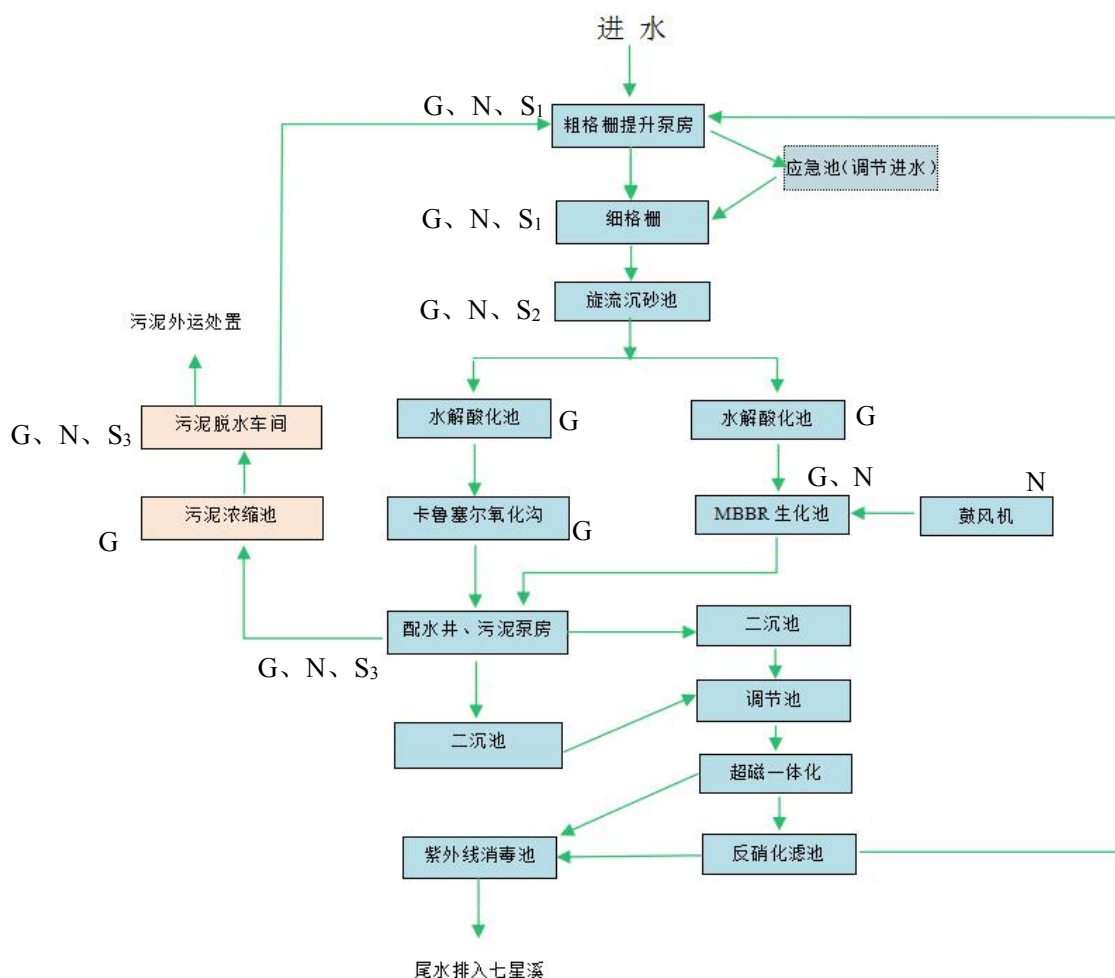 进 水
G、N、S₁
粗格栅提升泵房
应急池(调节进水)
G、N、S₁
细格栅
G、N、S₂
旋流沉砂池
污泥外运处置
G、N、S₃
污泥脱水车间
水解酸化池
G
水解酸化池
G
G、N
N
污泥浓缩池
G
卡鲁塞尔氧化沟
G
MBBR 生化池
鼓风机
配水井、污泥泵房
G、N、S₃
二沉池
二沉池
调节池
超磁一体化
紫外线消毒池
反硝化滤池
尾水排入七星溪